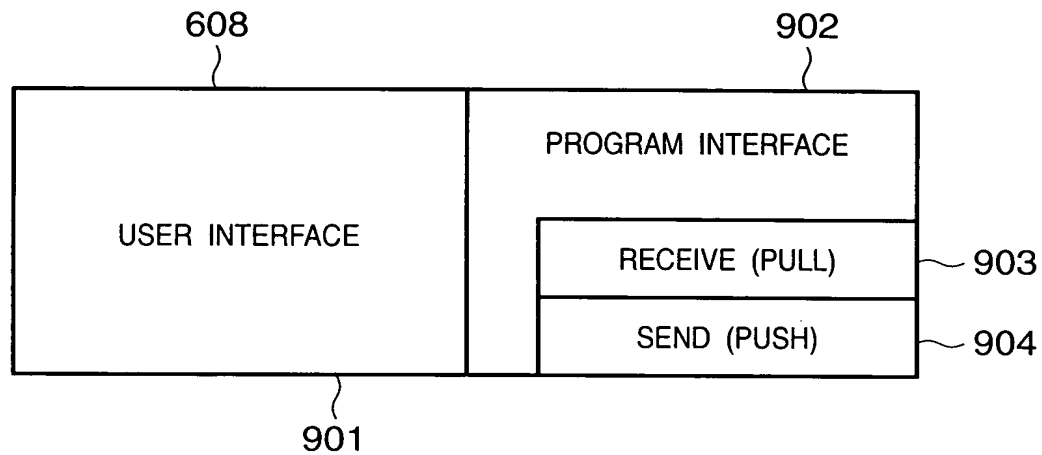 608
902
PROGRAM INTERFACE
USER INTERFACE
RECEIVE (PULL)
903
SEND (PUSH)
904
901